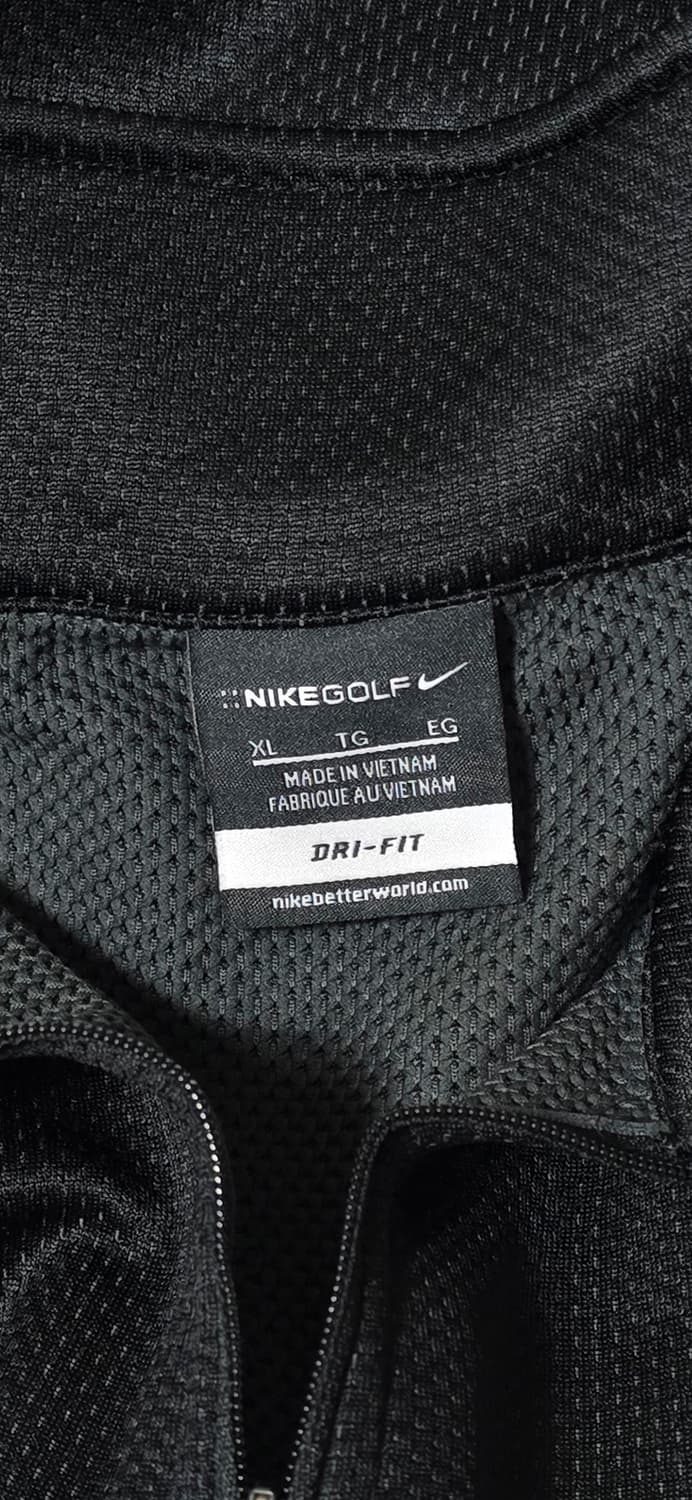 NIKEGOLF
XL TG EG
MADE IN VIETNAM
FABRIQUE AU VIETNAM
DRI-FIT
nikebetterworld.com